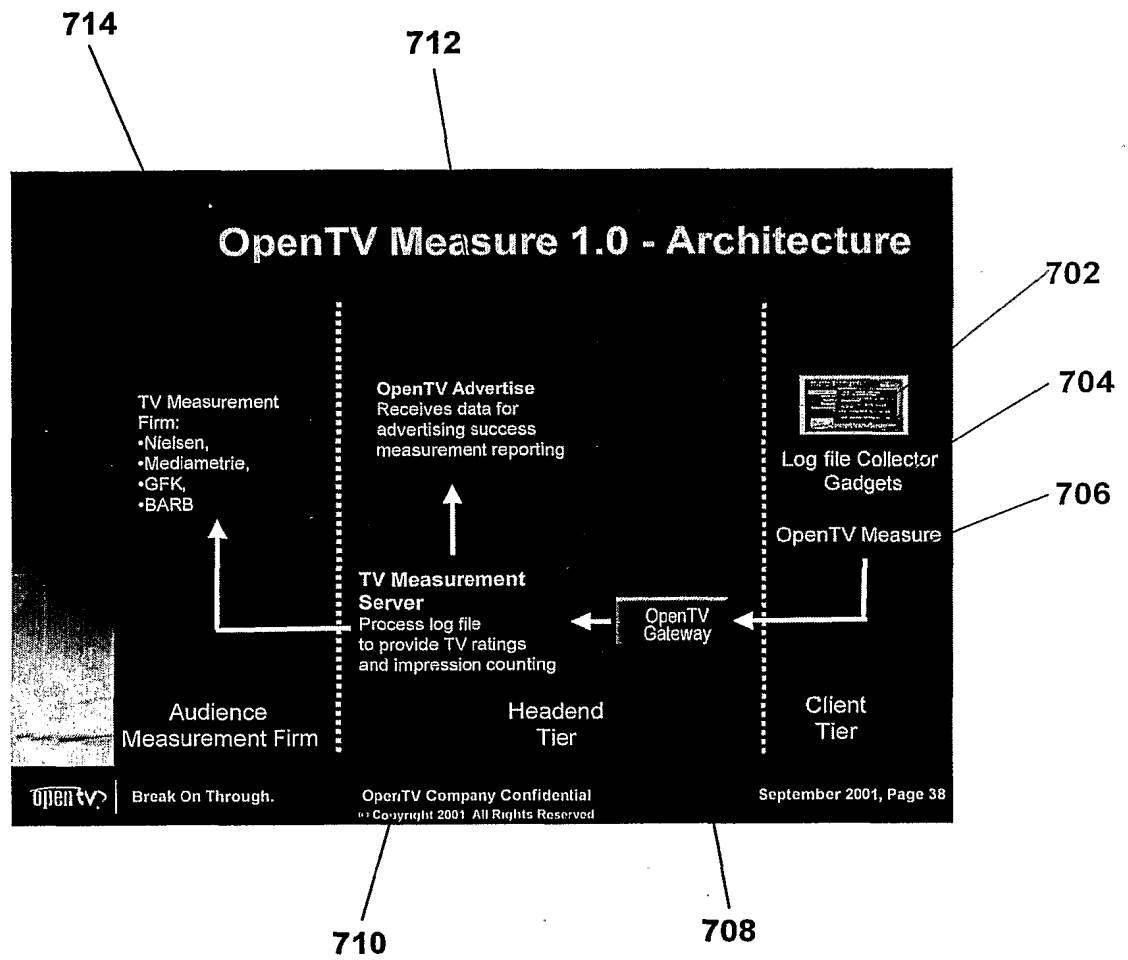 714
712
OpenTV Measure 1.0 - Architecture
702
704
706
TV Measurement
Firm:
•Nielsen,
•Mediametrie,
•GFK,
•BARB
OpenTV Advertise
Receives data for
advertising success
measurement reporting
Log file Collector
Gadgets
OpenTV Measure
TV Measurement
Server
Process log file
to provide TV ratings
and impression counting
OpenTV
Gateway
Audience
Measurement Firm
Headend
Tier
Client
Tier
opentv
Break On Through.
OpenTV Company Confidential
(c) Copyright 2001 All Rights Reserved
September 2001, Page 38
710
708